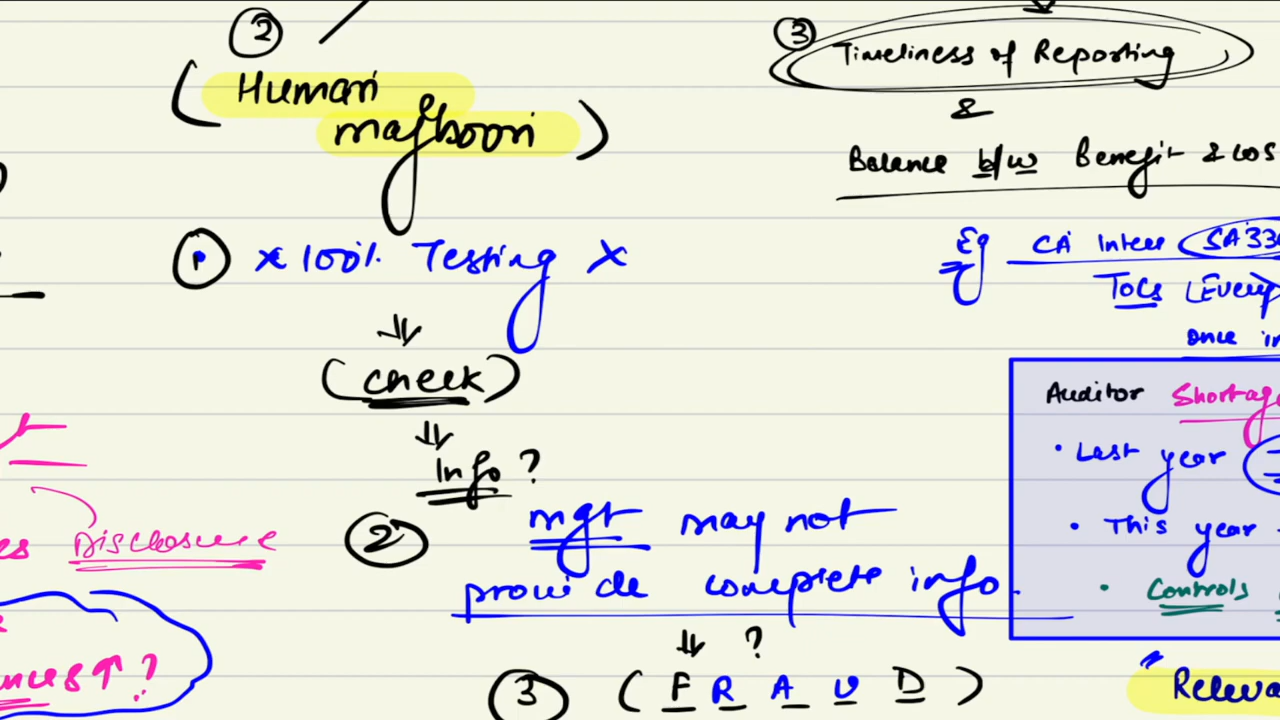 2
( Human
majboori )
1 x 100% Testing x
( check )
Info ?
2 mgt may not
provide complete info.
?
3 ( F R A U D )
Disclosure
?
3 Timeliness of Reporting
&
Balance b/w Benefit &
Eg CA Inter
TOCs
once
Auditor
• Last year
• This year
• Controls